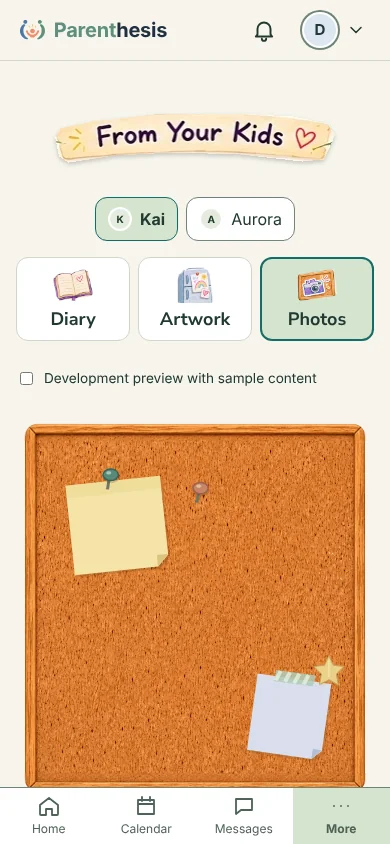 Parenthesis
D
From Your Kids
K Kai
A Aurora
Diary
Artwork
Photos
Development preview with sample content
Home
Calendar
Messages
More